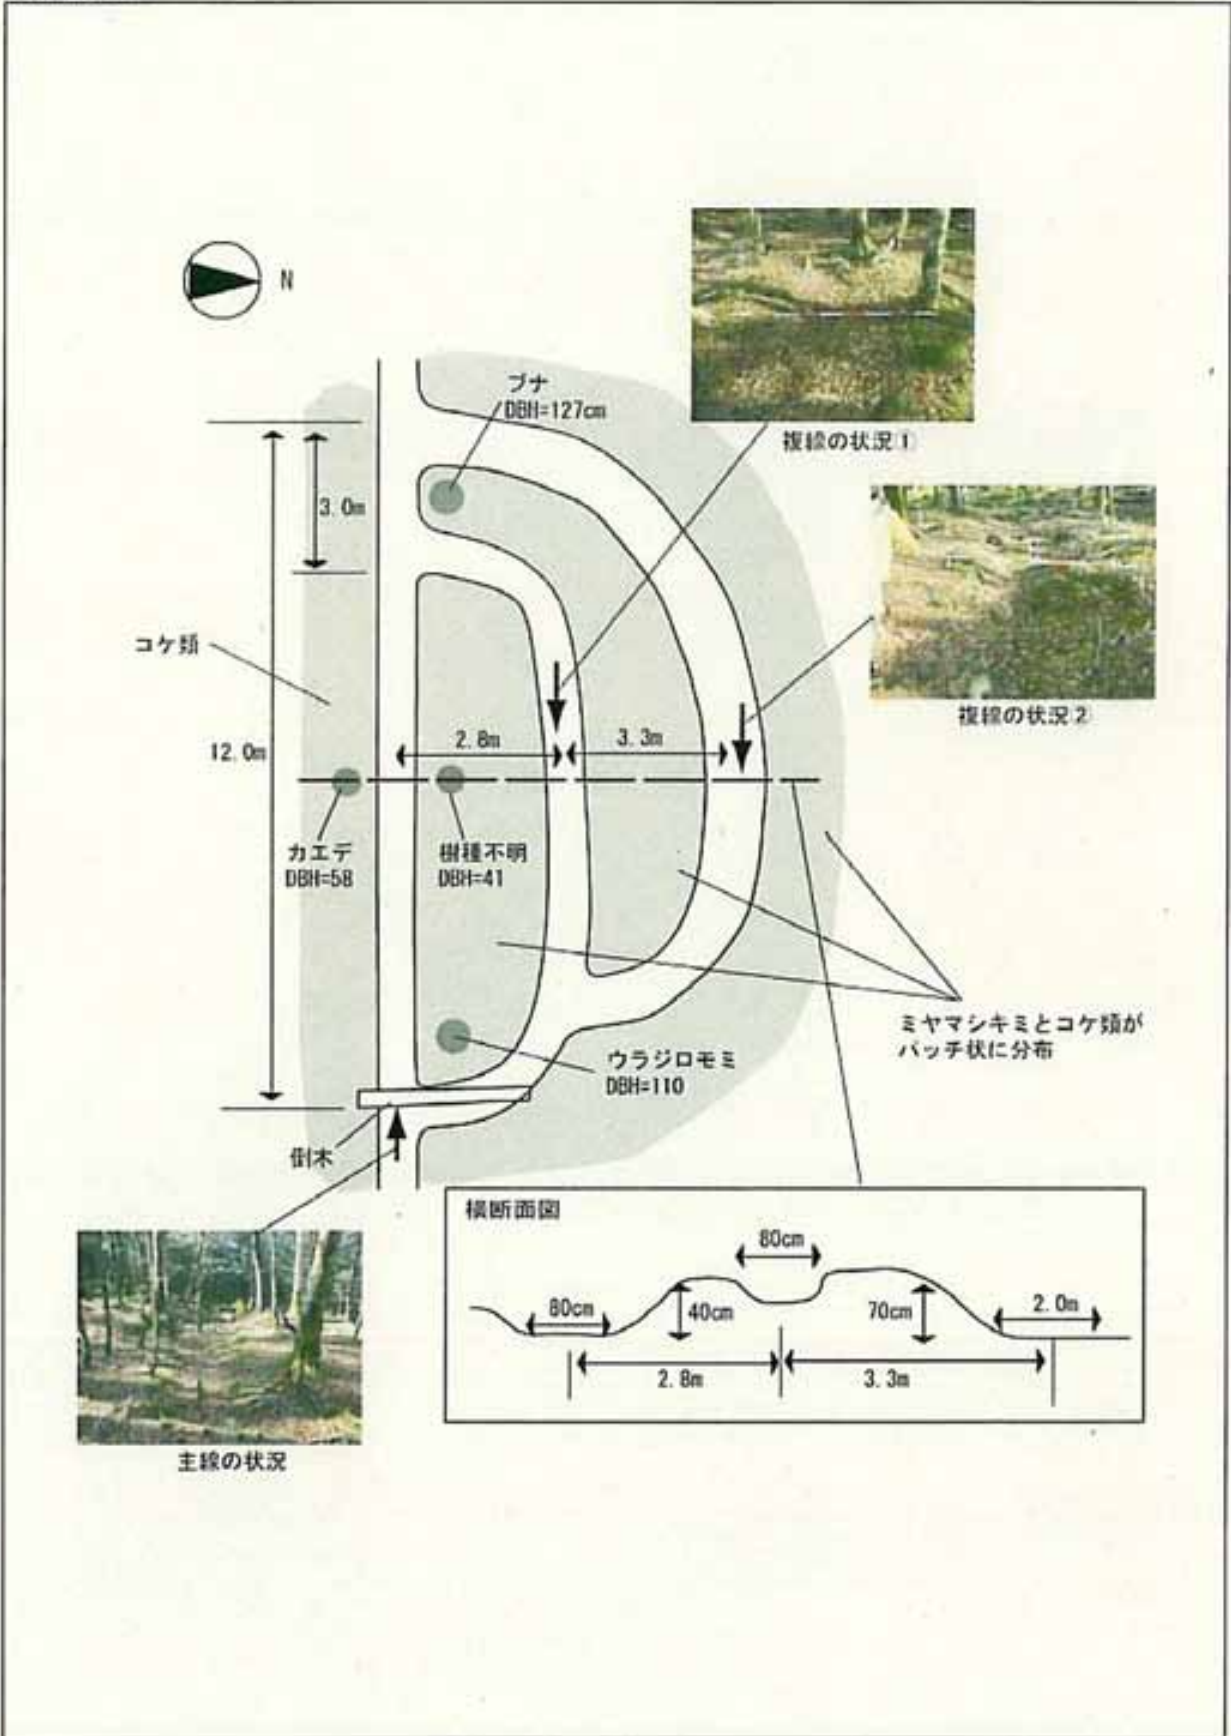 N
ブナ
DBH=127cm
複線の状況①
3.0m
複線の状況②
コケ類
12.0m
2.8m
3.3m
カエデ
DBH=58
樹種不明
DBH=41
ミヤマシキミとコケ類が
パッチ状に分布
ウラジロモミ
DBH=110
倒木
横断面図
80cm
80cm
40cm
70cm
2.0m
2.8m
3.3m
主線の状況